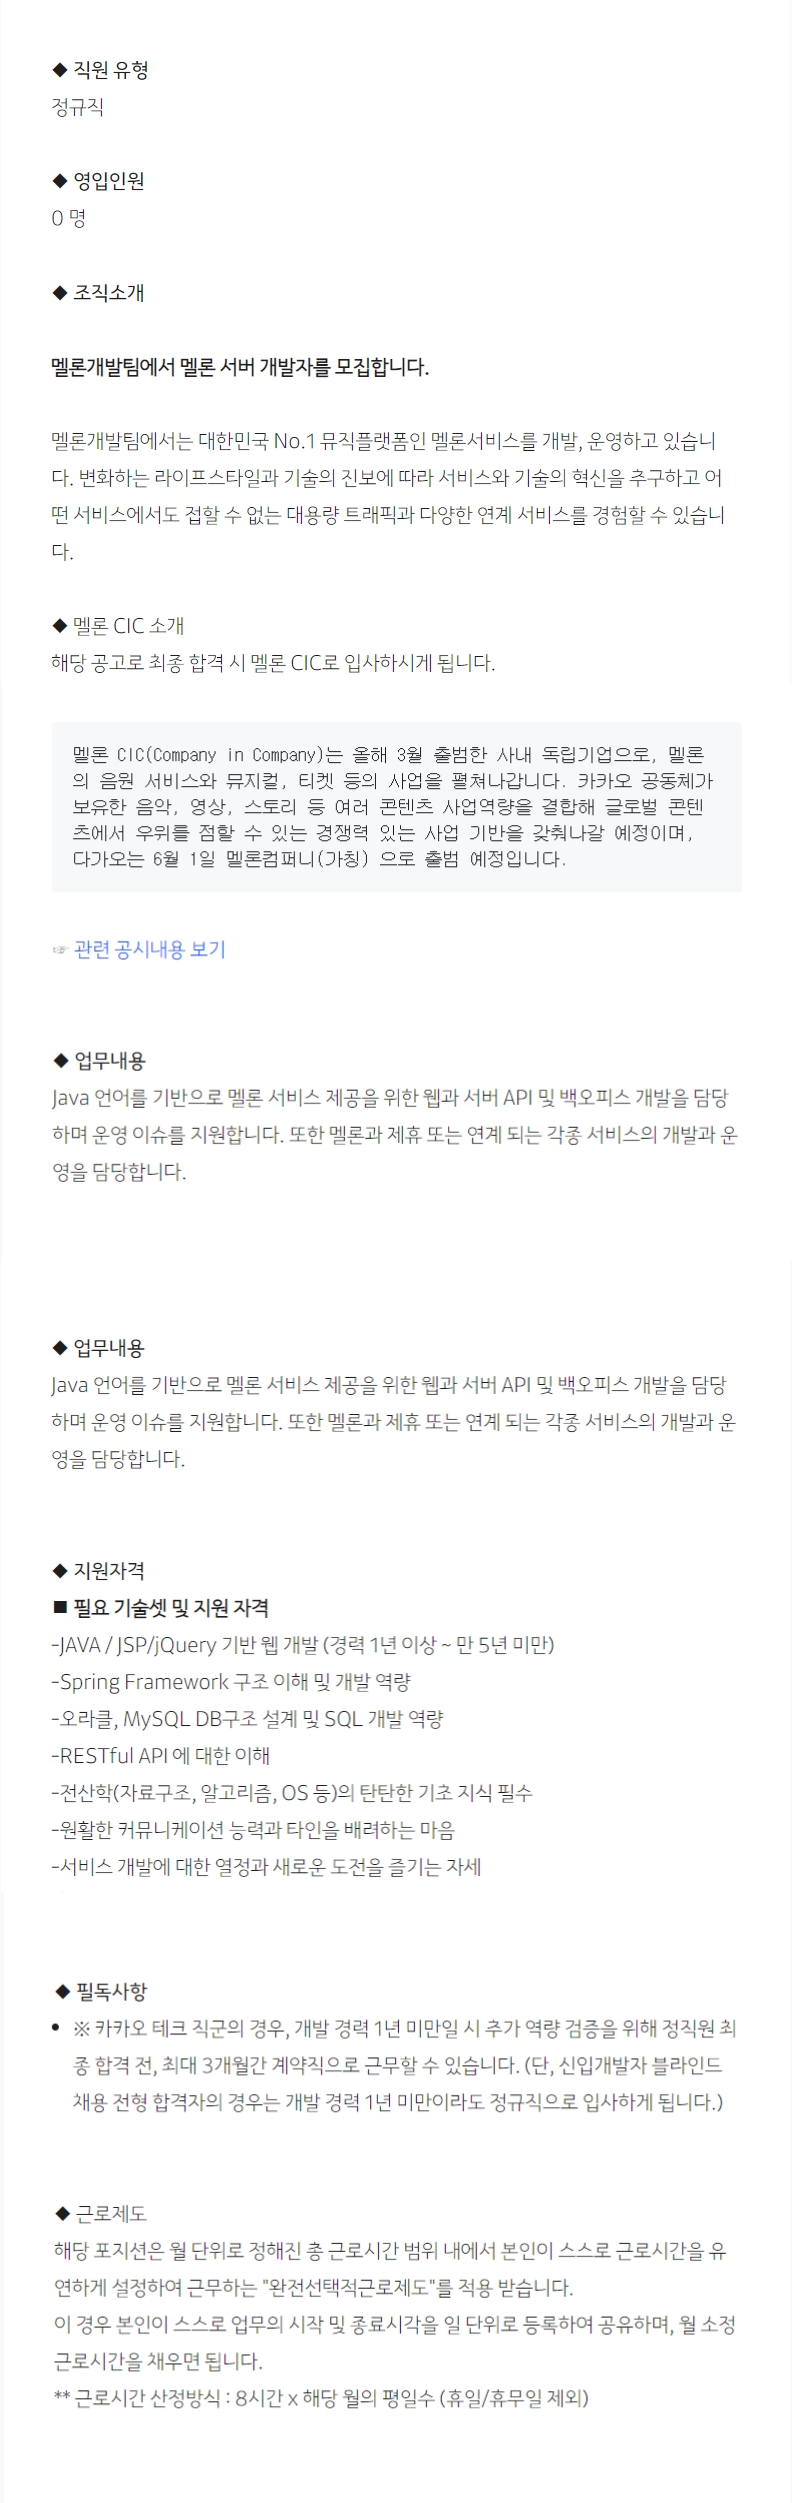 ◆ 직원 유형
정규직
◆ 영입인원
0 명
◆ 조직소개
멜론개발팀에서 멜론 서버 개발자를 모집합니다.
멜론개발팀에서는 대한민국 No.1 뮤직플랫폼인 멜론서비스를 개발, 운영하고 있습니
다. 변화하는 라이프스타일과 기술의 진보에 따라 서비스와 기술의 혁신을 추구하고 어
떤 서비스에서도 접할 수 없는 대용량 트래픽과 다양한 연계 서비스를 경험할 수 있습니
다.
◆ 멜론 CIC 소개
해당 공고로 최종 합격 시 멜론 CIC로 입사하시게 됩니다.
멜론 CIC(Company in Company)는 올해 3월 출범한 사내 독립기업으로, 멜론
의 음원 서비스와 뮤지컬, 티켓 등의 사업을 펼쳐나갑니다. 카카오 공동체가
보유한 음악, 영상, 스토리 등 여러 콘텐츠 사업역량을 결합해 글로벌 콘텐
츠에서 우위를 점할 수 있는 경쟁력 있는 사업 기반을 갖춰나갈 예정이며,
다가오는 6월 1일 멜론컴퍼니(가칭) 으로 출범 예정입니다.
☞ 관련 공시내용 보기
◆ 업무내용
Java 언어를 기반으로 멜론 서비스 제공을 위한 웹과 서버 API 및 백오피스 개발을 담당
하며 운영 이슈를 지원합니다. 또한 멜론과 제휴 또는 연계 되는 각종 서비스의 개발과 운
영을 담당합니다.
◆ 업무내용
Java 언어를 기반으로 멜론 서비스 제공을 위한 웹과 서버 API 및 백오피스 개발을 담당
하며 운영 이슈를 지원합니다. 또한 멜론과 제휴 또는 연계 되는 각종 서비스의 개발과 운
영을 담당합니다.
◆ 지원자격
■ 필요 기술셋 및 지원 자격
-JAVA / JSP/jQuery 기반 웹 개발 (경력 1년 이상 ~ 만 5년 미만)
-Spring Framework 구조 이해 및 개발 역량
-오라클, MySQL DB구조 설계 및 SQL 개발 역량
-RESTful API 에 대한 이해
-전산학(자료구조, 알고리즘, OS 등)의 탄탄한 기초 지식 필수
-원활한 커뮤니케이션 능력과 타인을 배려하는 마음
-서비스 개발에 대한 열정과 새로운 도전을 즐기는 자세
◆ 필독사항
• ※ 카카오 테크 직군의 경우, 개발 경력 1년 미만일 시 추가 역량 검증을 위해 정직원 최
종 합격 전, 최대 3개월간 계약직으로 근무할 수 있습니다. (단, 신입개발자 블라인드
채용 전형 합격자의 경우는 개발 경력 1년 미만이라도 정규직으로 입사하게 됩니다.)
◆ 근로제도
해당 포지션은 월 단위로 정해진 총 근로시간 범위 내에서 본인이 스스로 근로시간을 유
연하게 설정하여 근무하는 "완전선택적근로제도"를 적용 받습니다.
이 경우 본인이 스스로 업무의 시작 및 종료시각을 일 단위로 등록하여 공유하며, 월 소정
근로시간을 채우면 됩니다.
** 근로시간 산정방식 : 8시간 x 해당 월의 평일수 (휴일/휴무일 제외)